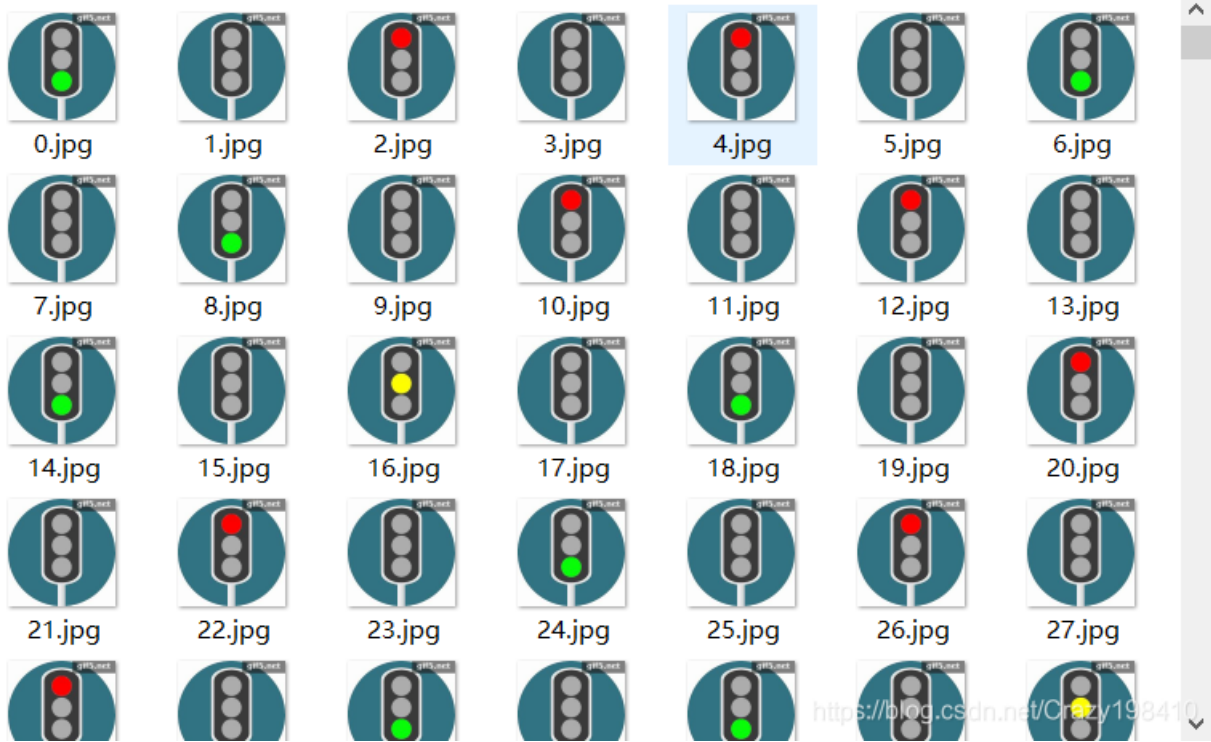 0.jpg 1.jpg 2.jpg 3.jpg 4.jpg 5.jpg 6.jpg
7.jpg 8.jpg 9.jpg 10.jpg 11.jpg 12.jpg 13.jpg
14.jpg 15.jpg 16.jpg 17.jpg 18.jpg 19.jpg 20.jpg
21.jpg 22.jpg 23.jpg 24.jpg 25.jpg 26.jpg 27.jpg
https://blog.csdn.net/Crazy198410